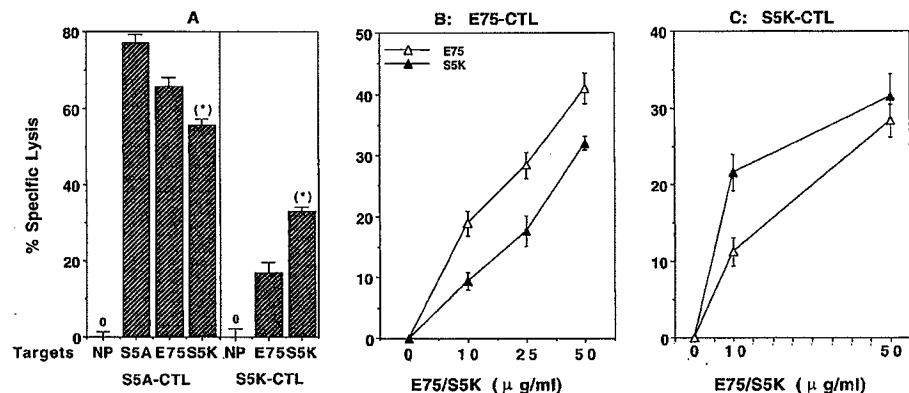 A
B: E75-CTL
C: S5K-CTL
% Specific Lysis
80
60
40
20
0
0
(*)
0
(*)
Targets NP S5A E75 S5K NP E75 S5K
S5A-CTL S5K-CTL
E75
S5K
50
40
30
20
10
0
0 10 25 50
E75/S5K (μg/ml)
40
30
20
10
0
0 10 50
E75/S5K (μg/ml)